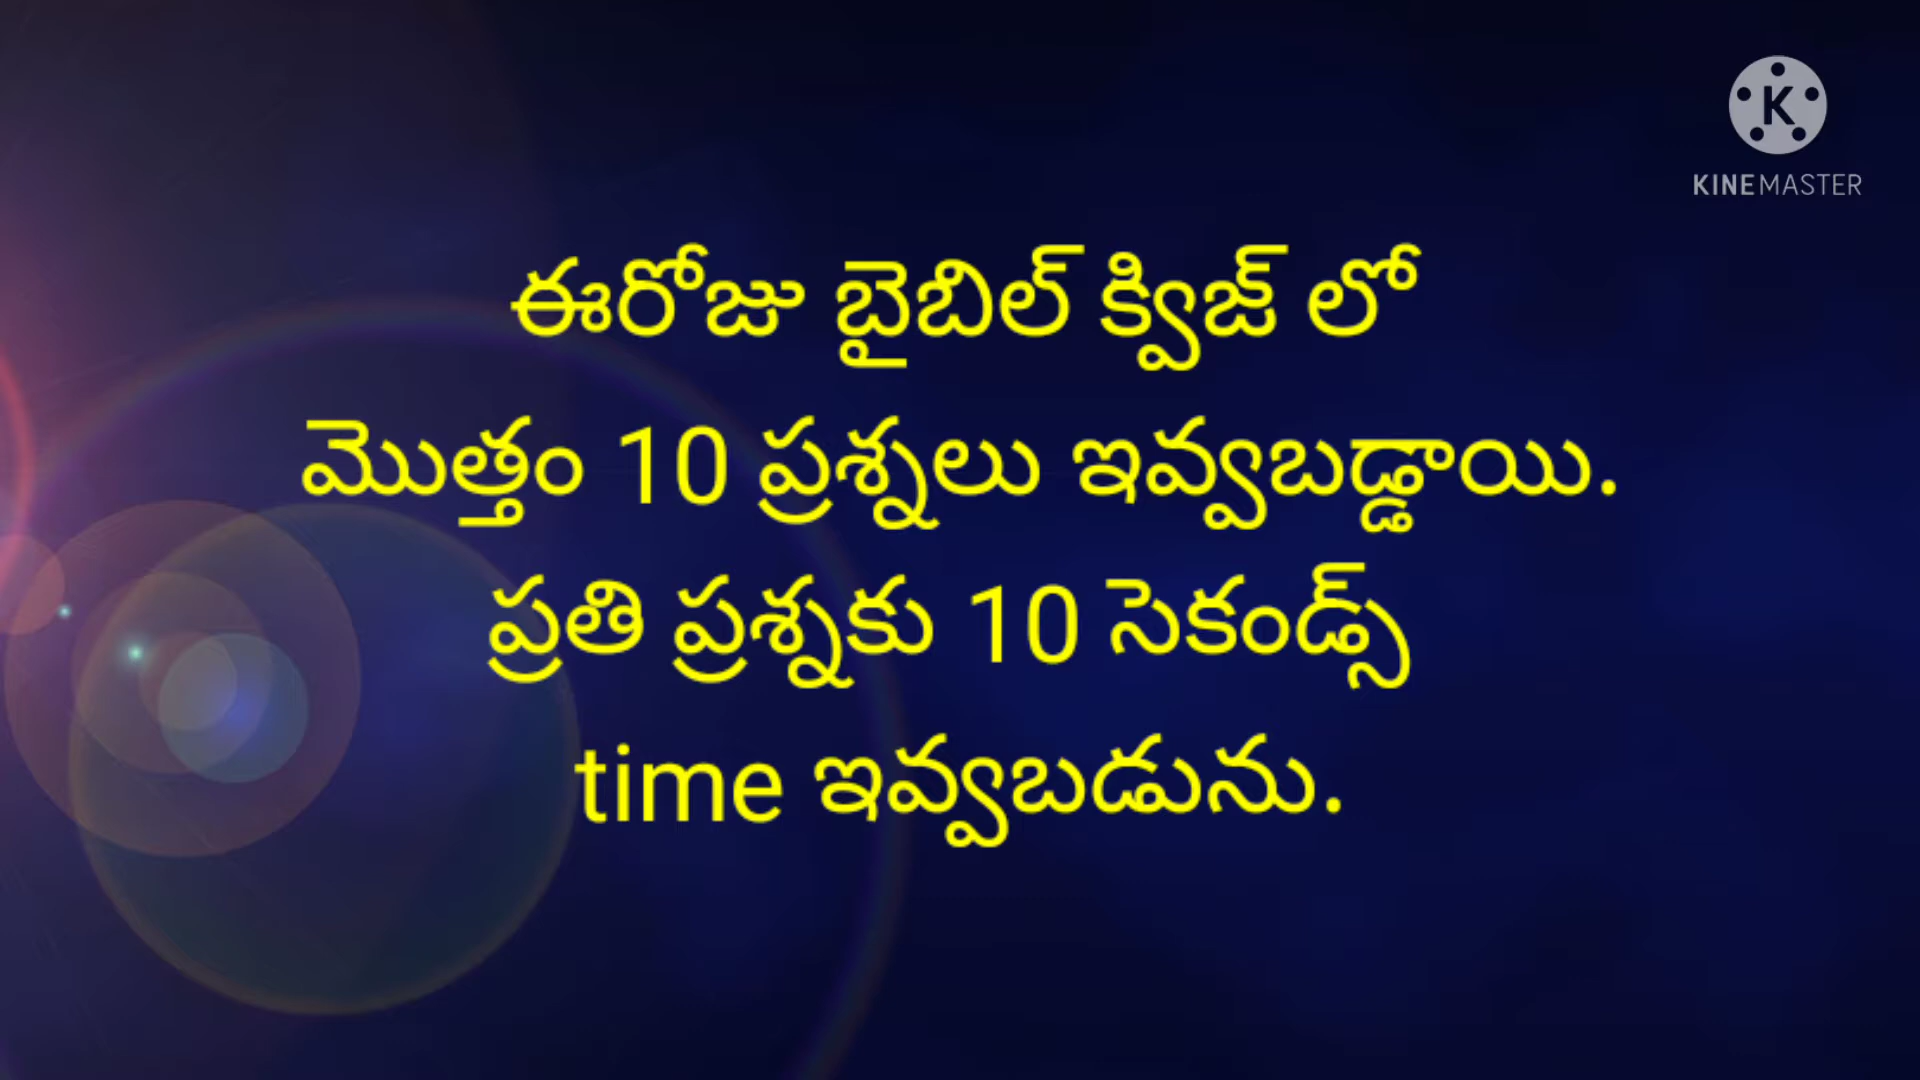 KINEMASTER
ఈరోజు బైబిల్ క్విజ్ లో
మొత్తం 10 ప్రశ్నలు ఇవ్వబడ్డాయి.
ప్రతి ప్రశ్నకు 10 సెకండ్స్
time ఇవ్వబడును.